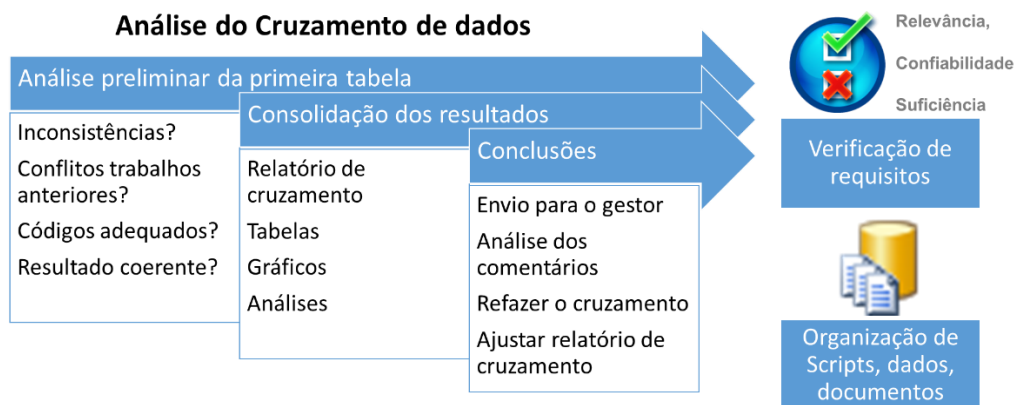 Análise do Cruzamento de dados
Análise preliminar da primeira tabela
Inconsistências?
Conflitos trabalhos
anteriores?
Códigos adequados?
Resultado coerente?
Consolidação dos resultados
Relatório de
cruzamento
Tabelas
Gráficos
Análises
Conclusões
Envio para o gestor
Análise dos
comentários
Refazer o cruzamento
Ajustar relatório de
cruzamento
Relevância,
Confiabilidade
Suficiência
Verificação de
requisitos
Organização de
Scripts, dados,
documentos